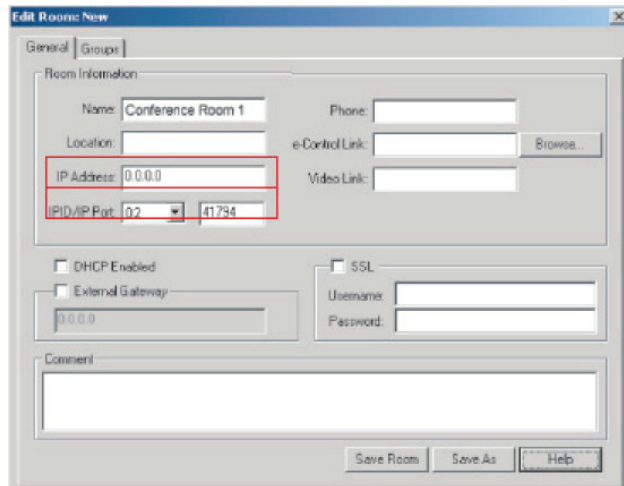 Edit Room: New
General Groups
Room Information
Name: Conference Room 1 Phone:
Location: e-Control Link: Browse...
IP Address: 0.0.0.0 Video Link:
IPID/IP Port: 02 41794
DHCP Enabled SSL
External Gateway Username:
0.0.0.0 Password:
Comment
Save Room Save As Help